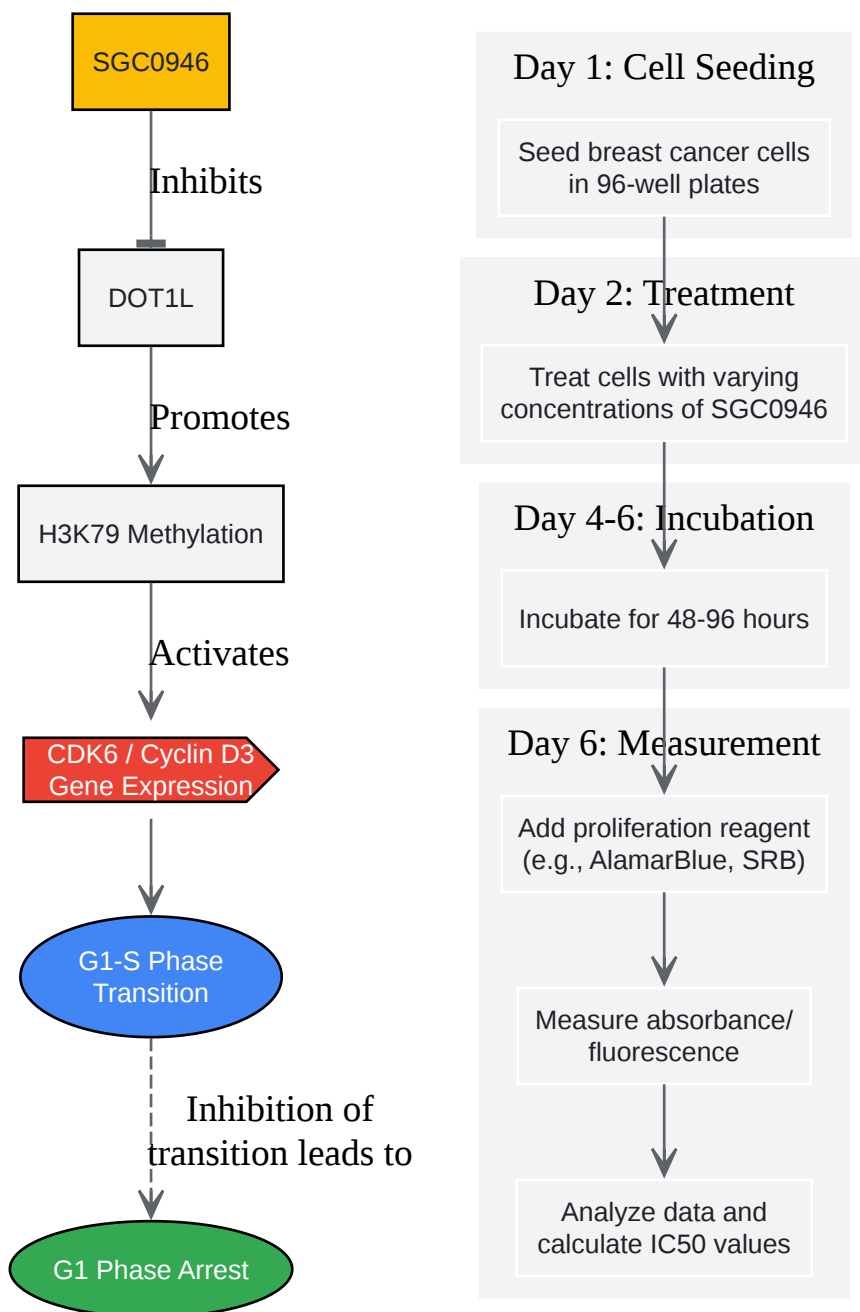 SGC0946
Inhibits
DOT1L
Promotes
H3K79 Methylation
Activates
CDK6 / Cyclin D3
Gene Expression
G1-S Phase
Transition
Inhibition of
transition leads to
G1 Phase Arrest
Day 1: Cell Seeding
Seed breast cancer cells
in 96-well plates
Day 2: Treatment
Treat cells with varying
concentrations of SGC0946
Day 4-6: Incubation
Incubate for 48-96 hours
Day 6: Measurement
Add proliferation reagent
(e.g., AlamarBlue, SRB)
Measure absorbance/
fluorescence
Analyze data and
calculate IC50 values